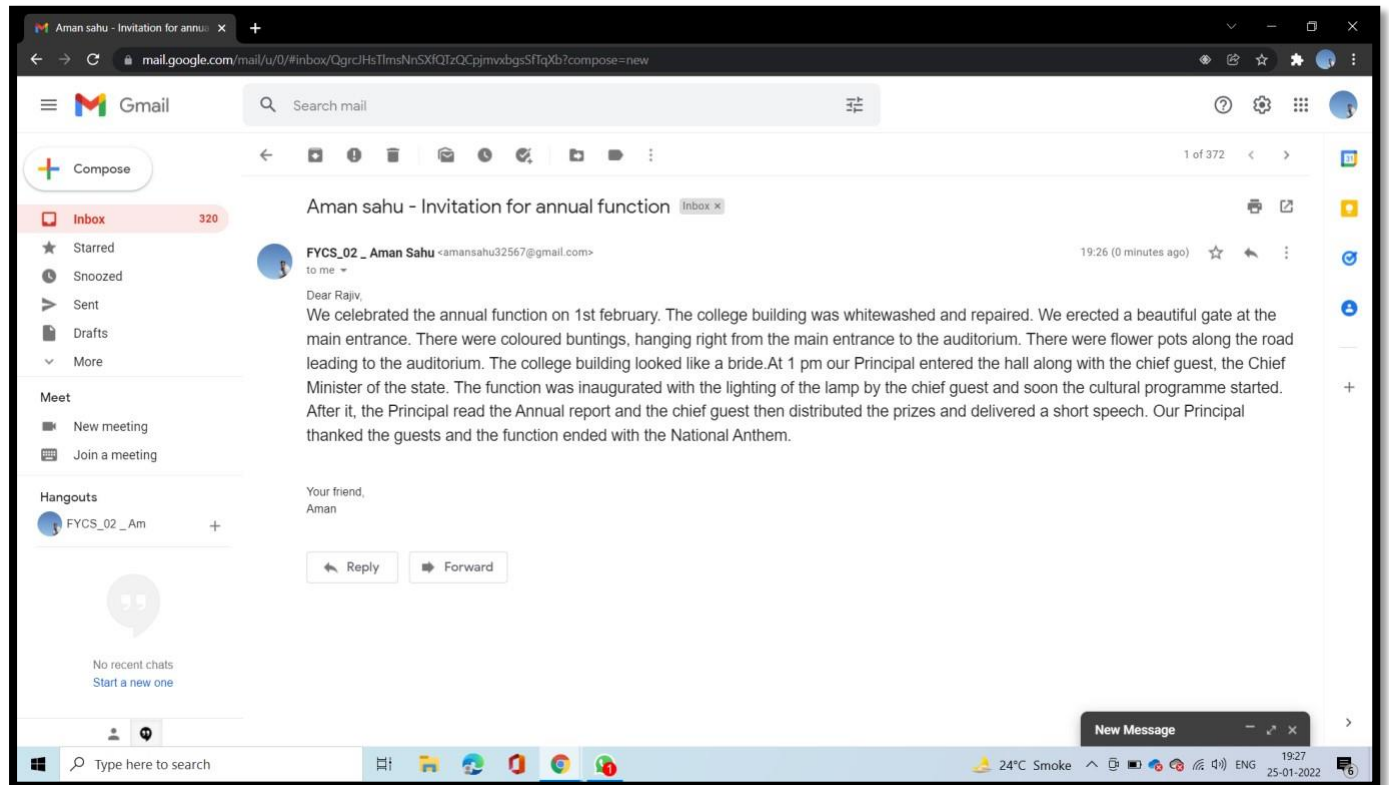 Aman sahu - Invitation for annua
mail.google.com/mail/u/0/#inbox/QgrcJHsTlmsNnSXfQTzQCpjmvxbgsSfTqXb?compose=new
Gmail
Search mail
Compose
1 of 372
Inbox 320
Starred
Snoozed
Sent
Drafts
More
Meet
New meeting
Join a meeting
Hangouts
FYCS_02 _ Am
No recent chats
Start a new one
Aman sahu - Invitation for annual function Inbox x
FYCS_02 _ Aman Sahu <amansahu32567@gmail.com> 19:26 (0 minutes ago)
to me
Dear Rajiv,
We celebrated the annual function on 1st february. The college building was whitewashed and repaired. We erected a beautiful gate at the
main entrance. There were coloured buntings, hanging right from the main entrance to the auditorium. There were flower pots along the road
leading to the auditorium. The college building looked like a bride.At 1 pm our Principal entered the hall along with the chief guest, the Chief
Minister of the state. The function was inaugurated with the lighting of the lamp by the chief guest and soon the cultural programme started.
After it, the Principal read the Annual report and the chief guest then distributed the prizes and delivered a short speech. Our Principal
thanked the guests and the function ended with the National Anthem.
Your friend,
Aman
Reply Forward
31
New Message
Type here to search
24°C Smoke ENG
19:27
25-01-2022
6